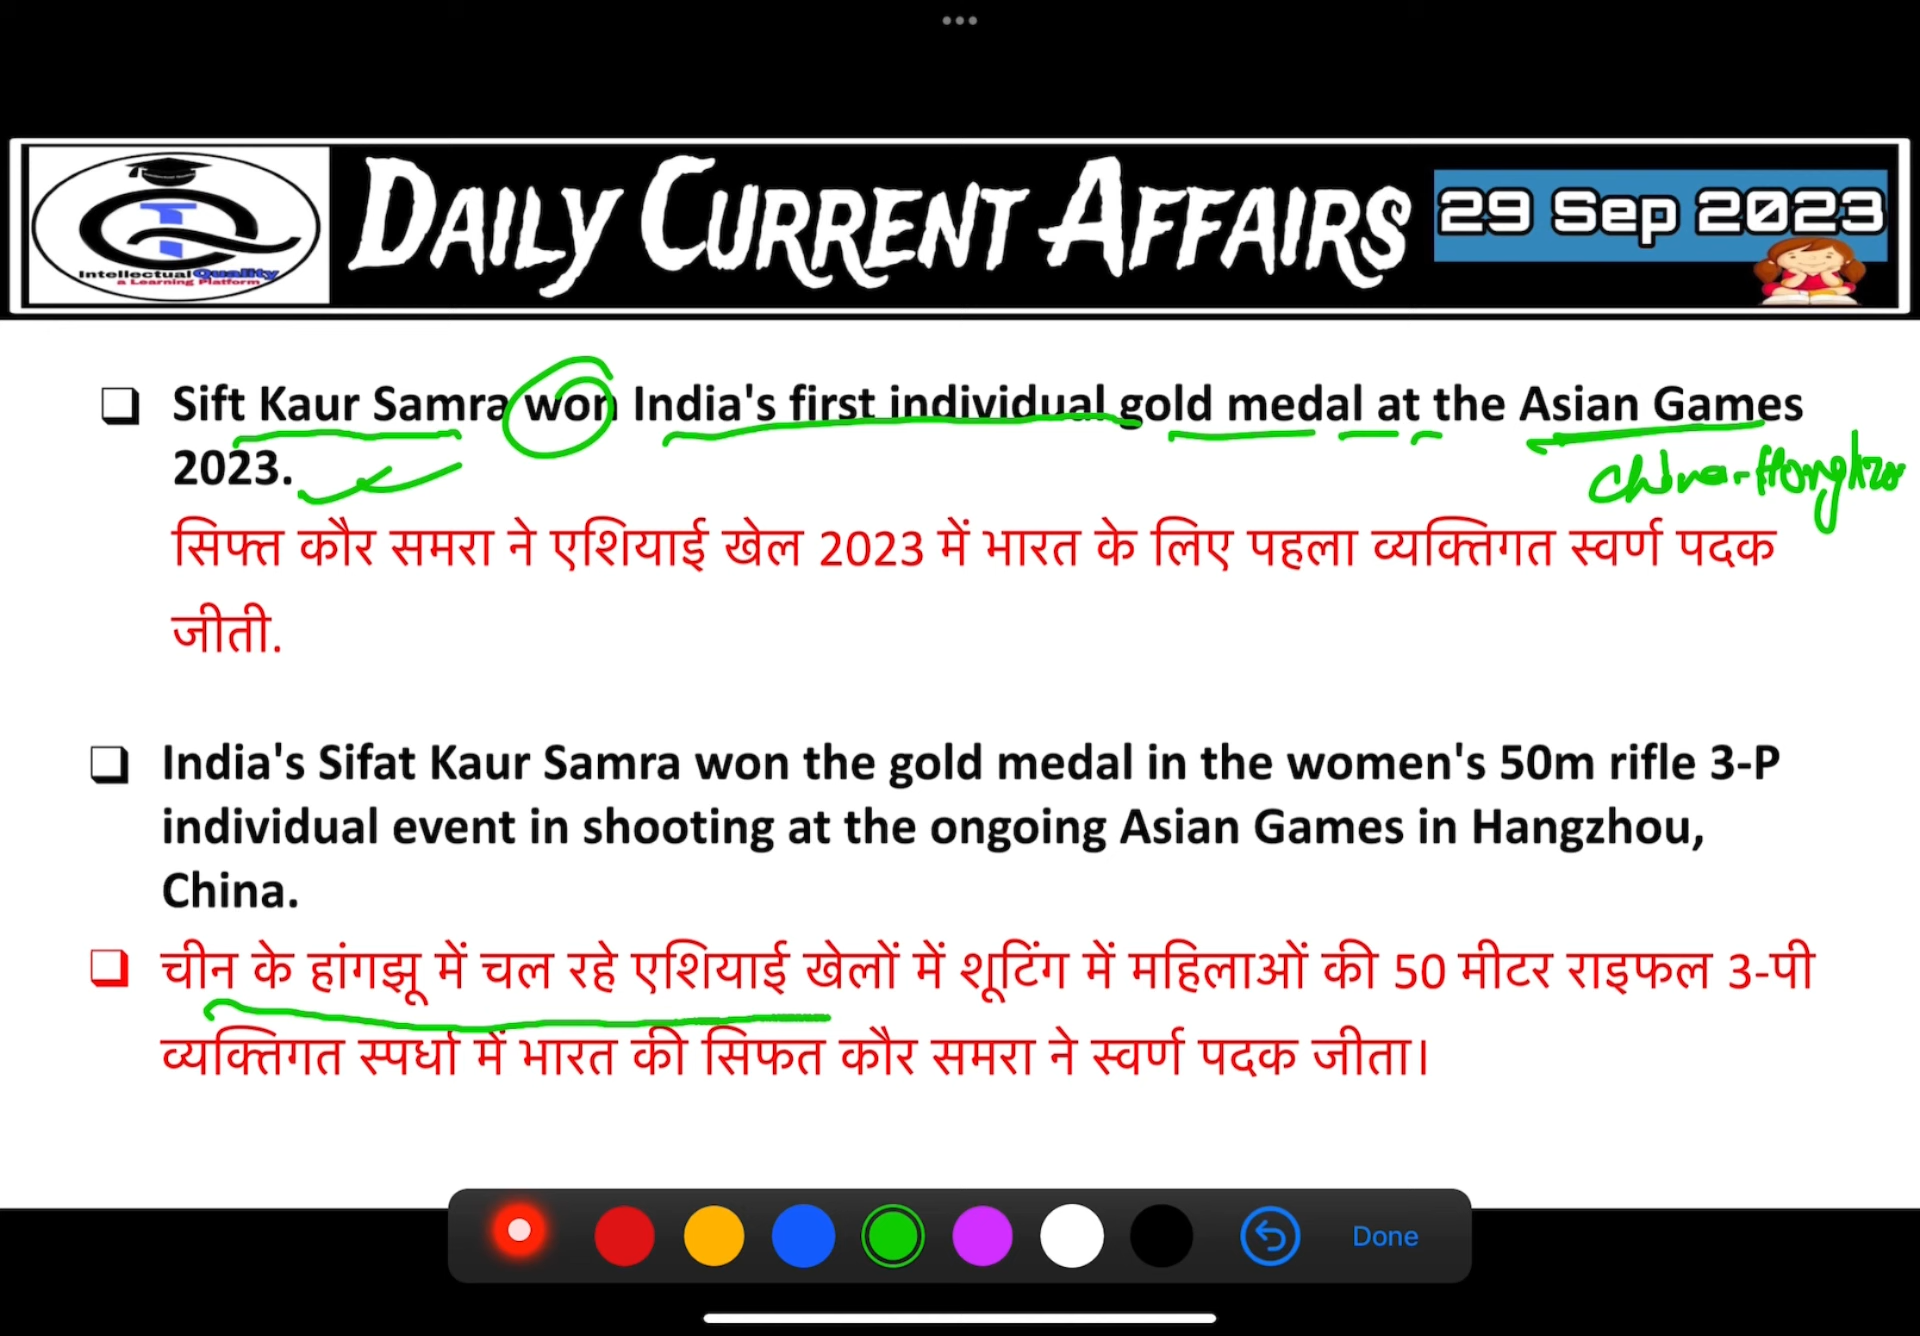 Intellectual Quality
a Learning Platform
DAILY CURRENT AFFAIRS
29 Sep 2023
Sift Kaur Samra won India's first individual gold medal at the Asian Games
2023.
China-Hongkzo
सिफ्त कौर समरा ने एशियाई खेल 2023 में भारत के लिए पहला व्यक्तिगत स्वर्ण पदक
जीती.
India's Sifat Kaur Samra won the gold medal in the women's 50m rifle 3-P
individual event in shooting at the ongoing Asian Games in Hangzhou,
China.
चीन के हांगझू में चल रहे एशियाई खेलों में शूटिंग में महिलाओं की 50 मीटर राइफल 3-पी
व्यक्तिगत स्पर्धा में भारत की सिफत कौर समरा ने स्वर्ण पदक जीता।
Done